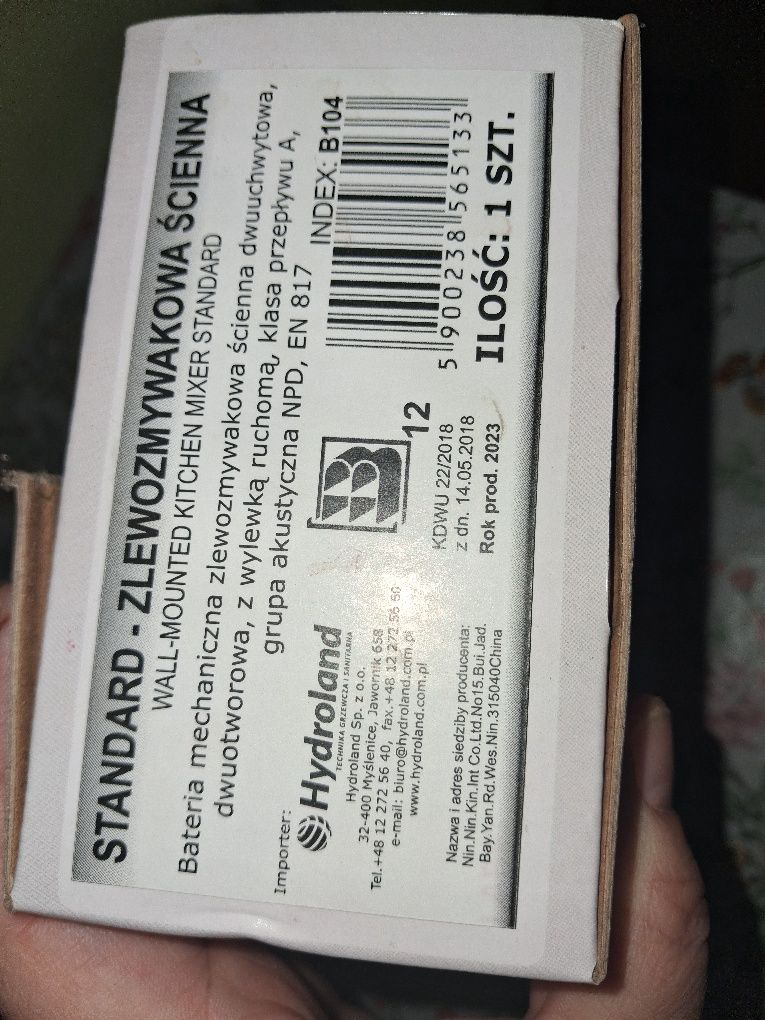 STANDARD - ZLEWOZMYWAKOWA ŚCIENNA
WALL-MOUNTED KITCHEN MIXER STANDARD
Bateria mechaniczna zlewozmywakowa ścienna dwuuchwytowa,
dwuotworowa, z wylewką ruchomą, klasa przepływu A,
grupa akustyczna NPD, EN 817
INDEX: B104
Importer:
Hydroland
TECHNIKA GRZEWCZA I SANITARNA
Hydroland Sp. z o.o.
32-400 Myślenice, Jawornik 658
Tel.+48 12 272 56 40, fax.+48 12 272 56 50
e-mail: biuro@hydroland.com.pl
www.hydroland.com.pl
B
12
5 900238 565133
KDWU 22/2018
z dn. 14.05.2018
Rok prod. 2023
ILOŚĆ: 1 SZT.
Nazwa i adres siedziby producenta:
Nin.Nin.Kin.Int Co.Ltd.No15.Bui.Jad.
Bay.Yan.Rd.Wes.Nin.315040China